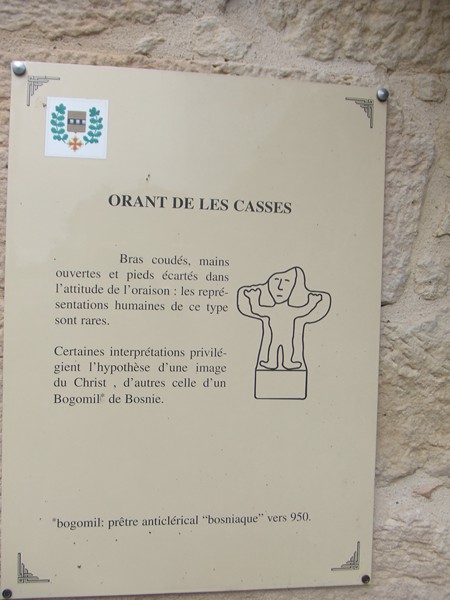 ORANT DE LES CASSES
Bras coudés, mains
ouvertes et pieds écartés dans
l'attitude de l'oraison : les repré-
sentations humaines de ce type
sont rares.
Certaines interprétations privilé-
gient l'hypothèse d'une image
du Christ , d'autres celle d'un
Bogomil* de Bosnie.
*bogomil: prêtre anticlérical "bosniaque" vers 950.